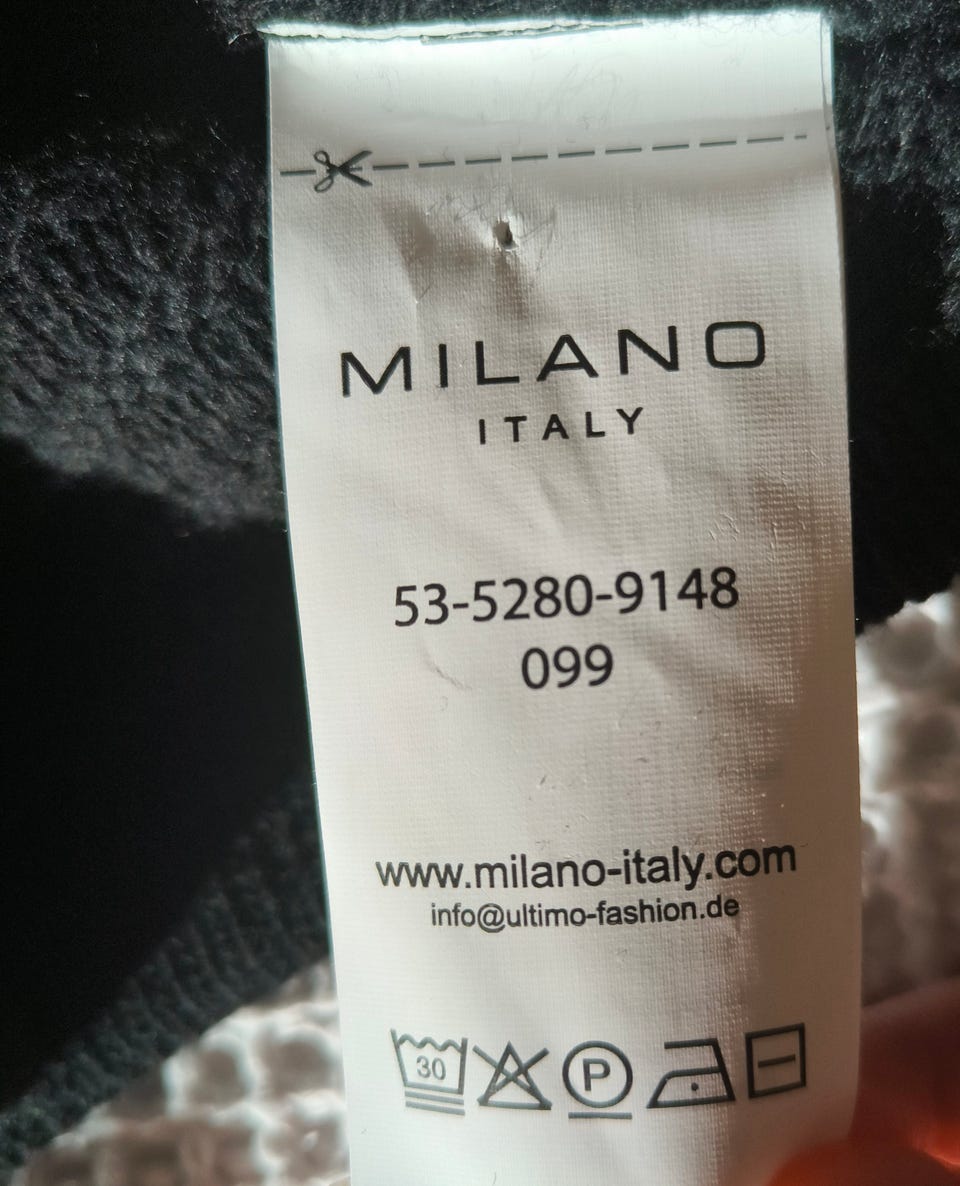 MILANO
ITALY
53-5280-9148
099
www.milano-italy.com
info@ultimo-fashion.de
30 P